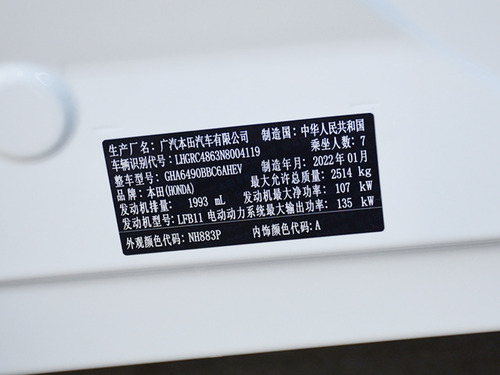 生产厂名：广汽本田汽车有限公司 制造国：中华人民共和国
车辆识别代号：LHGRC4863N8004119 乘坐人数：7
整车型号：GHA6490BBC6AHEV 制造年月：2022年01月
品牌：本田(HONDA) 最大允许总质量：2514 kg
发动机排量：1993 mL 发动机最大净功率：107 kW
发动机型号：LFB11 电动动力系统最大输出功率：135 kW
外观颜色代码：NH883P 内饰颜色代码：A